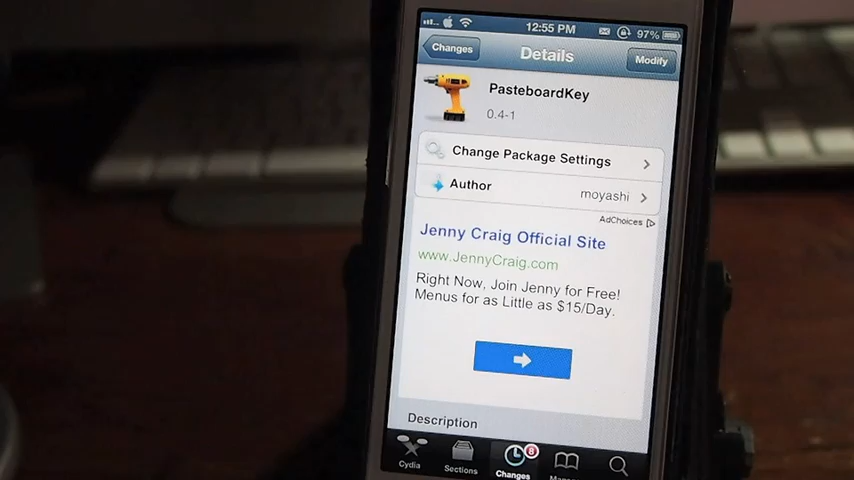 12:55 PM 97%
Changes Details Modify
PasteboardKey
0.4-1
Change Package Settings
Author moyashi
AdChoices
Jenny Craig Official Site
www.JennyCraig.com
Right Now, Join Jenny for Free!
Menus for as Little as $15/Day.
Description
8
Cydia Sections Changes